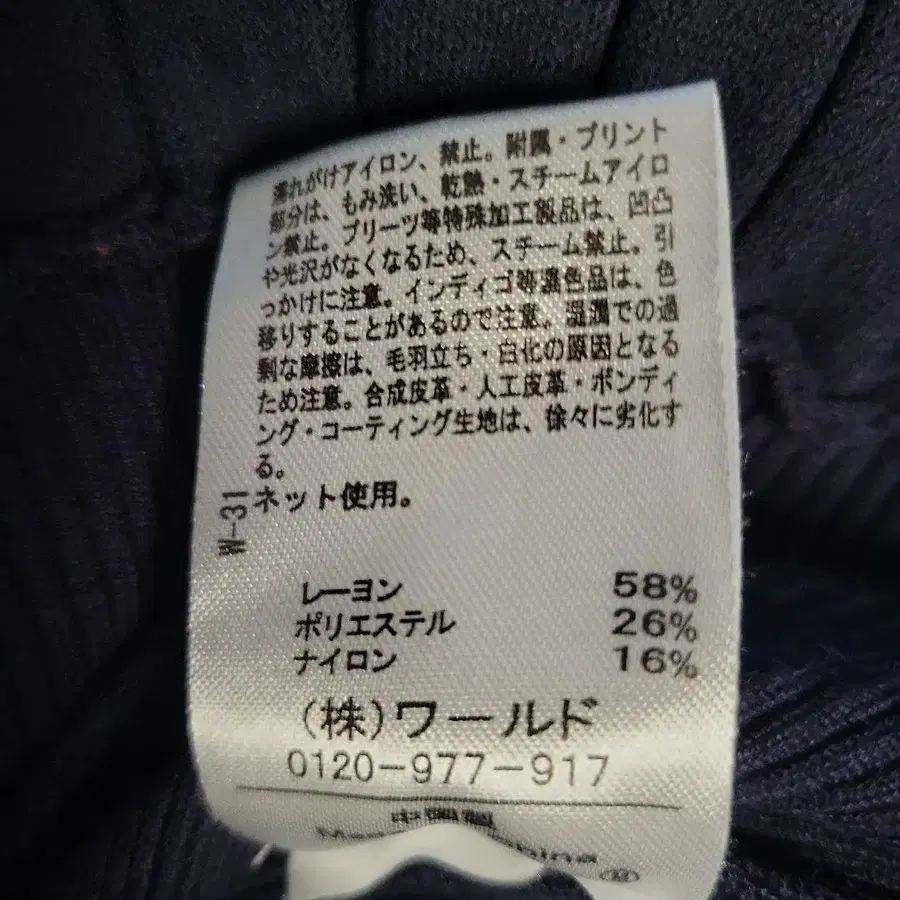 濡れがけアイロン、禁止。附属・プリント
部分は、もみ洗い、乾熱・スチームアイロ
ン禁止。プリーツ等特殊加工製品は、凹凸
や光沢がなくなるため、スチーム禁止。引
っかけに注意。インディゴ等濃色品は、色
移りすることがあるので注意。湿潤での過
剰な摩擦は、毛羽立ち・白化の原因となる
ため注意。合成皮革・人工皮革・ボンディ
ング・コーティング生地は、徐々に劣化す
る。
ネット使用。
W-31
レーヨン 58%
ポリエステル 26%
ナイロン 16%
(株)ワールド
0120-977-917